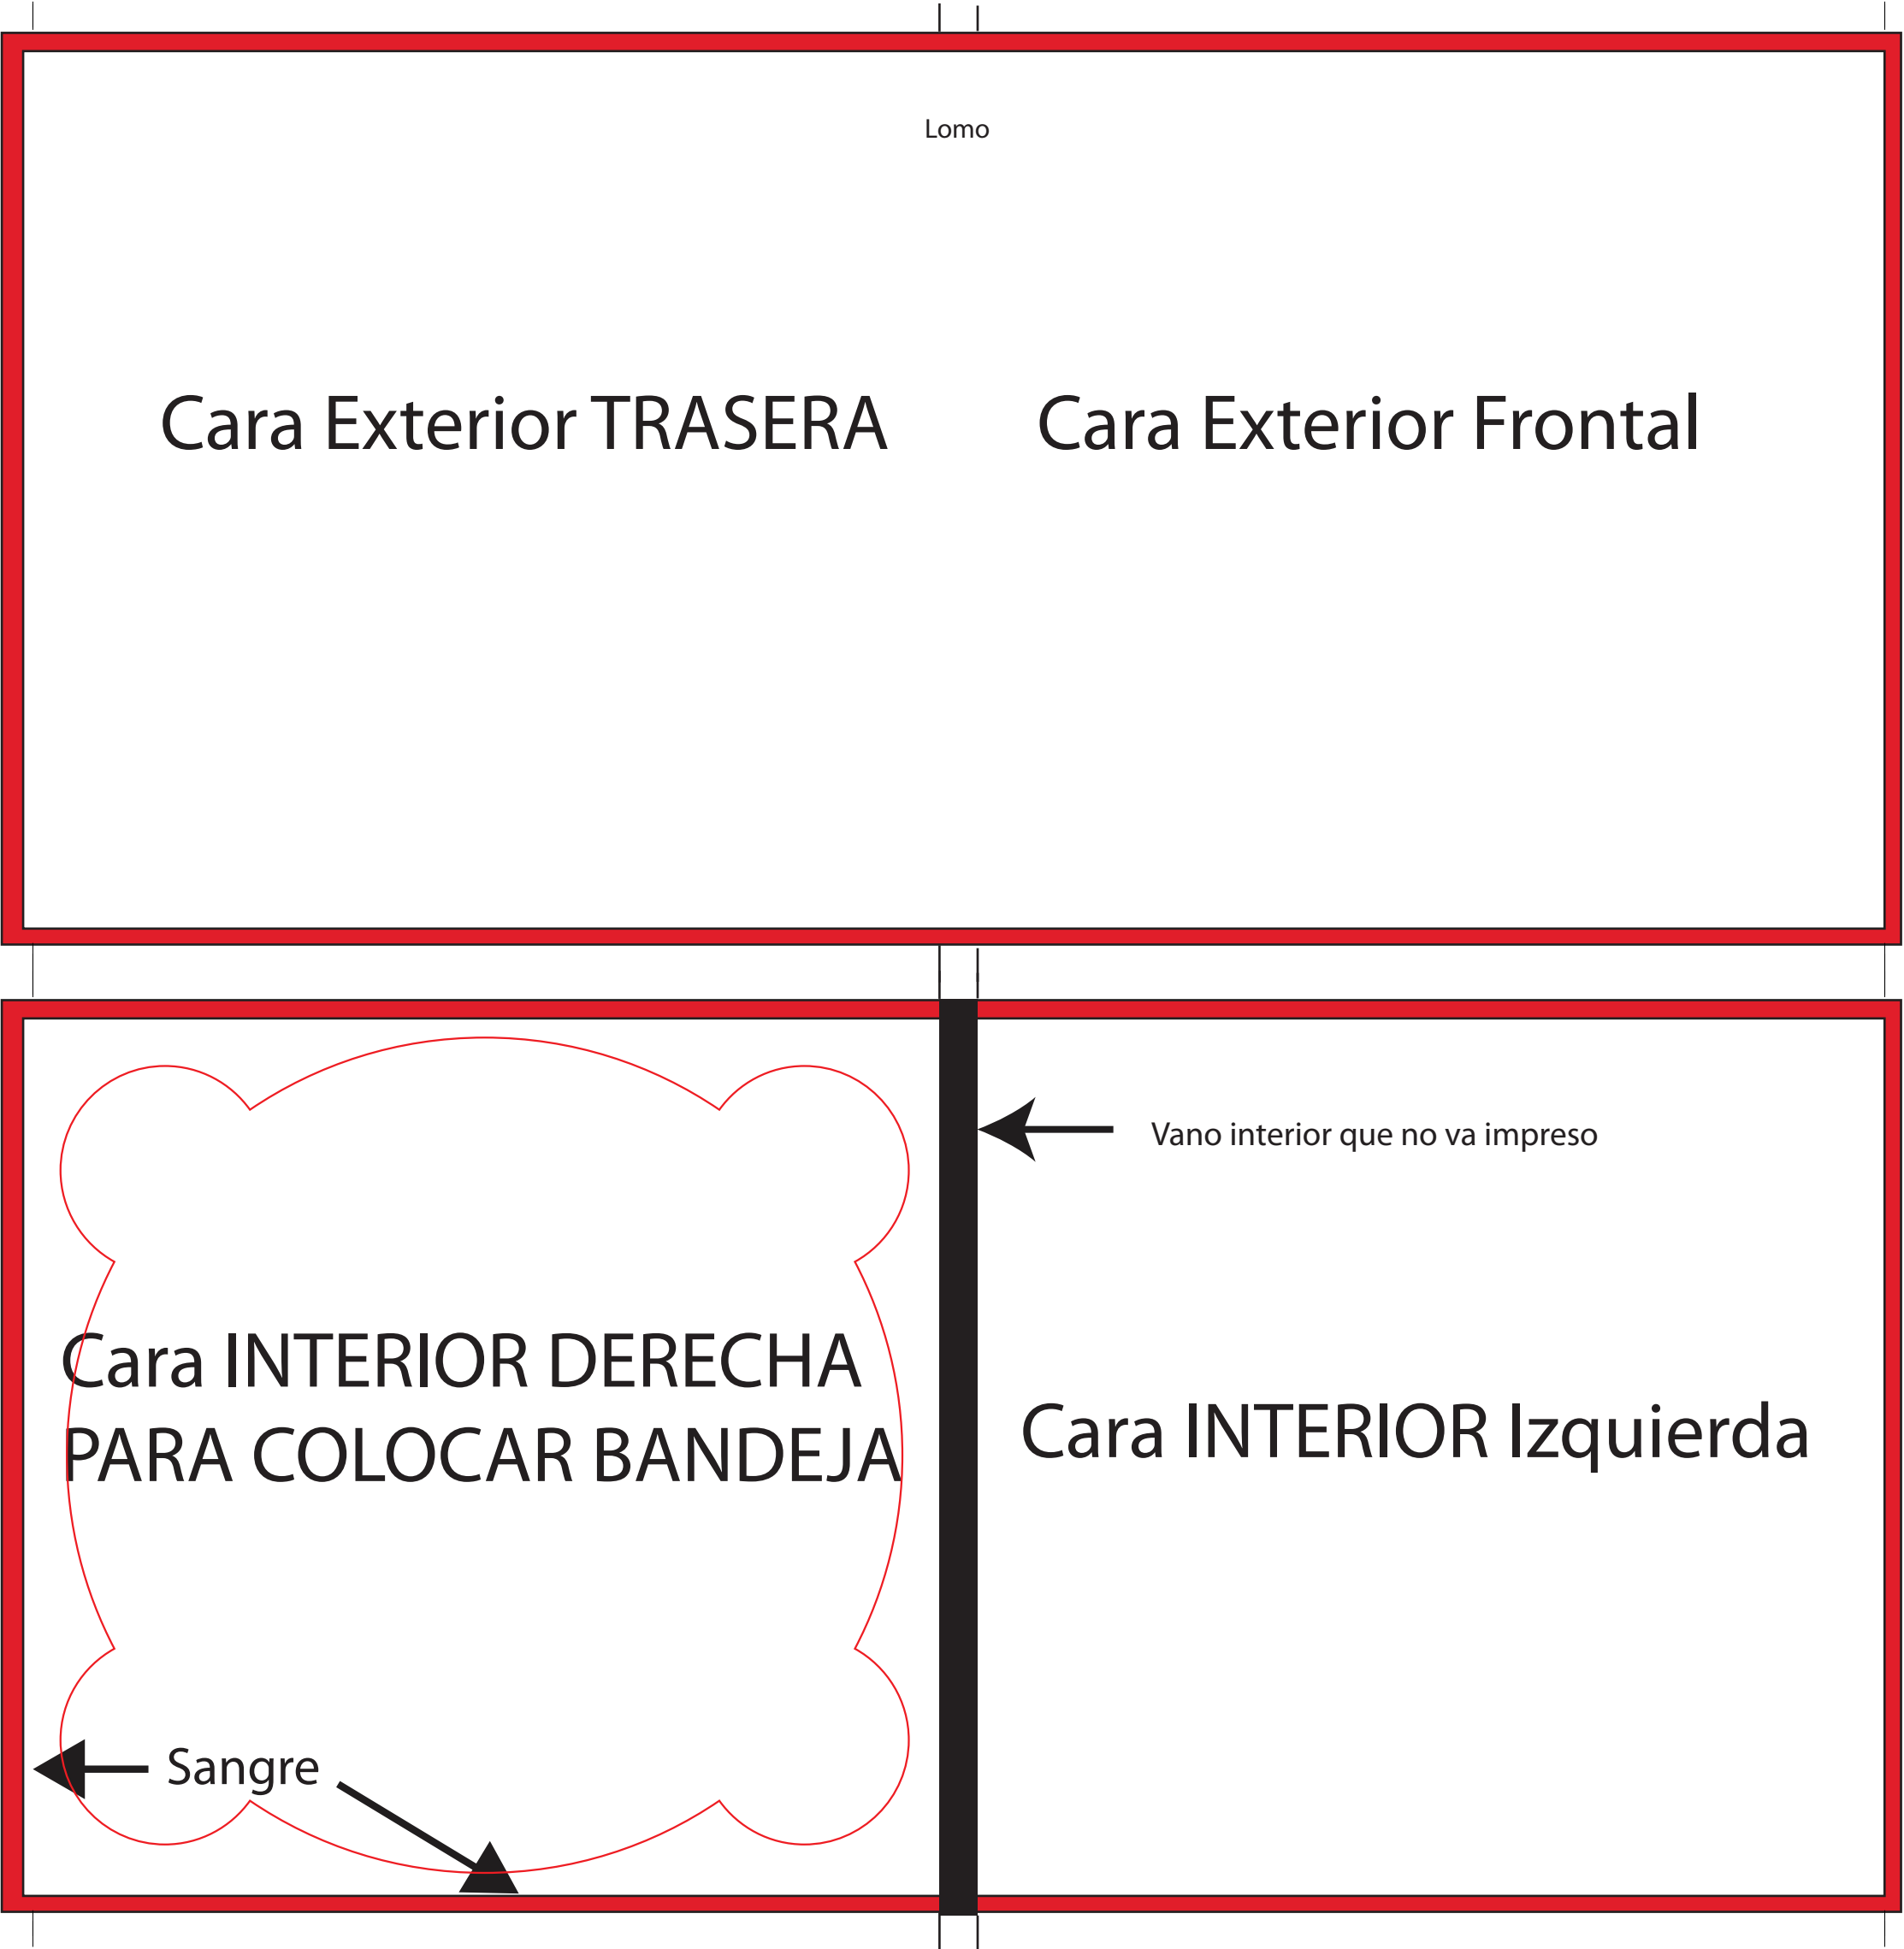 Lomo
Cara Exterior TRASERA
Cara Exterior Frontal
Vano interior que no va impreso
Cara INTERIOR DERECHA
PARA COLOCAR BANDEJA
Cara INTERIOR Izquierda
Sangre